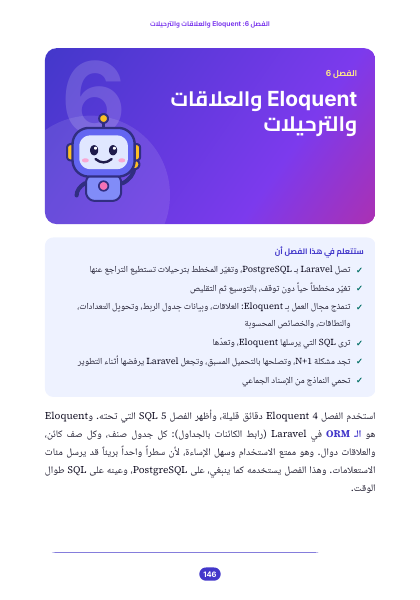 الفصل 6: Eloquent والعلاقات والترحيلات
6
الفصل 6
Eloquent والعلاقات
والترحيلات
ستتعلم في هذا الفصل أن
✓ تصل Laravel بـ PostgreSQL، وتغيّر المخطط بترحيلات تستطيع التراجع عنها
✓ تغيّر مخططاً حياً دون توقف، بالتوسيع ثم التقليص
✓ تنمذج مجال العمل بـ Eloquent: العلاقات، وبيانات جدول الربط، وتحويل التعدادات،
والنطاقات، والخصائص المحسوبة
✓ ترى SQL التي يرسلها Eloquent، وتعدّها
✓ تجد مشكلة N+1، وتصلحها بالتحميل المسبق، وتجعل Laravel يرفضها أثناء التطوير
✓ تحمي النماذج من الإسناد الجماعي
استخدم الفصل 4 Eloquent دقائق قليلة، وأظهر الفصل 5 SQL التي تحته. وEloquent
هو الـ ORM في Laravel (رابط الكائنات بالجداول): كل جدول صنف، وكل صف كائن،
والعلاقات دوال. وهو ممتع الاستخدام وسهل الإساءة، لأن سطراً واحداً بريئاً قد يرسل مئات
الاستعلامات. وهذا الفصل يستخدمه كما ينبغي، على PostgreSQL، وعينه على SQL طوال
الوقت.
146